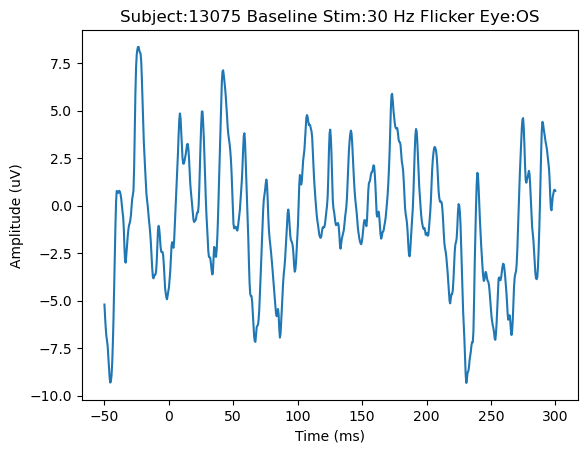 Subject:13075 Baseline Stim:30 Hz Flicker Eye:OS
Amplitude (uV)
7.5
5.0
2.5
0.0
−2.5
−5.0
−7.5
−10.0
−50 0 50 100 150 200 250 300
Time (ms)